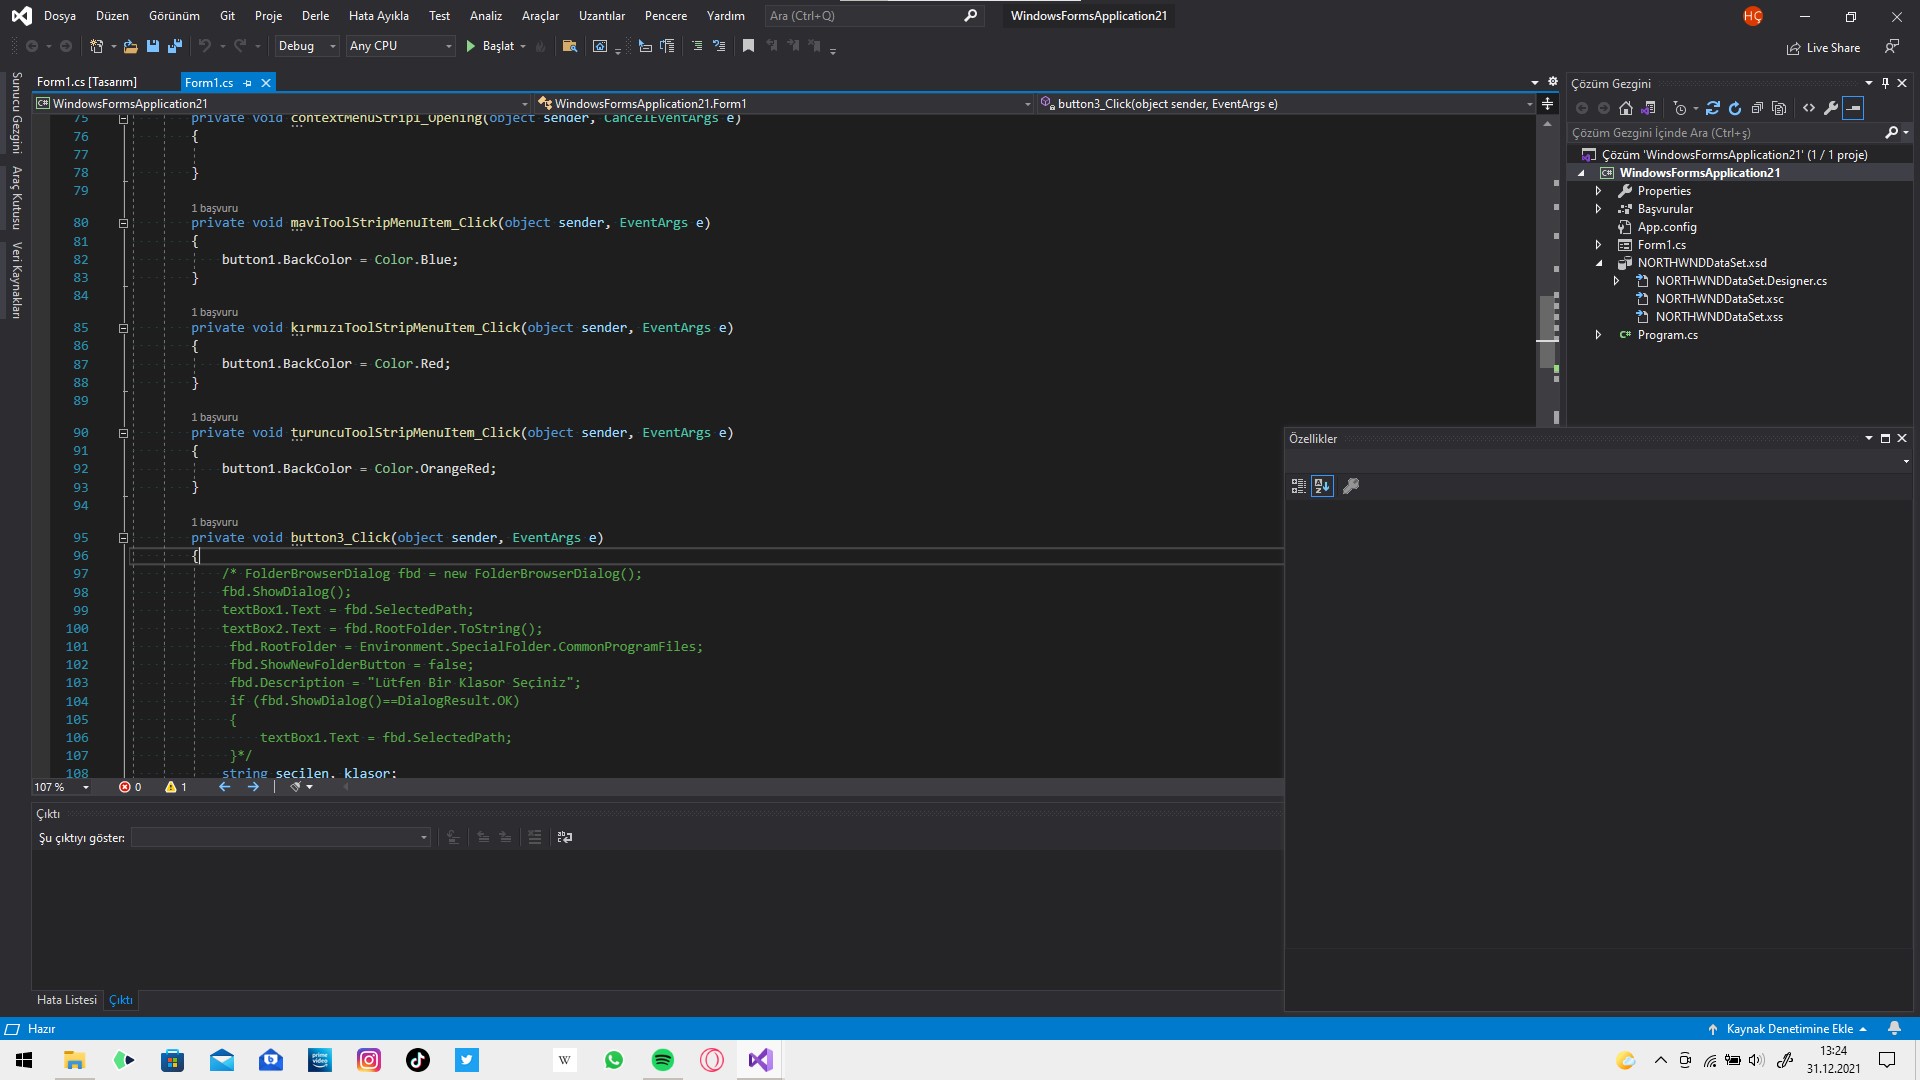 Dosya Düzen Görünüm Git Proje Derle Hata Ayıkla Test Analiz Araçlar Uzantılar Pencere Yardım Ara (Ctrl+Q) WindowsFormsApplication21 HÇ
Debug Any CPU Başlat Live Share
Sunucu Gezgini
Araç Kutusu
Veri Kaynakları
Form1.cs [Tasarım] Form1.cs
WindowsFormsApplication21 WindowsFormsApplication21.Form1 button3_Click(object sender, EventArgs e)
75 private void contextMenuStrip1_Opening(object sender, CancelEventArgs e)
76 {
77
78 }
79
1 başvuru
80 private void maviToolStripMenuItem_Click(object sender, EventArgs e)
81 {
82 button1.BackColor = Color.Blue;
83 }
84
1 başvuru
85 private void kırmızıToolStripMenuItem_Click(object sender, EventArgs e)
86 {
87 button1.BackColor = Color.Red;
88 }
89
1 başvuru
90 private void turuncuToolStripMenuItem_Click(object sender, EventArgs e)
91 {
92 button1.BackColor = Color.OrangeRed;
93 }
94
1 başvuru
95 private void button3_Click(object sender, EventArgs e)
96 {
97 /* FolderBrowserDialog fbd = new FolderBrowserDialog();
98 fbd.ShowDialog();
99 textBox1.Text = fbd.SelectedPath;
100 textBox2.Text = fbd.RootFolder.ToString();
101 fbd.RootFolder = Environment.SpecialFolder.CommonProgramFiles;
102 fbd.ShowNewFolderButton = false;
103 fbd.Description = "Lütfen Bir Klasor Seçiniz";
104 if (fbd.ShowDialog()==DialogResult.OK)
105 {
106 textBox1.Text = fbd.SelectedPath;
107 }*/
108 string secilen, klasor;
107 % 0 1
Çıktı
Şu çıktıyı göster:
Hata Listesi Çıktı
Çözüm Gezgini
Çözüm Gezgini İçinde Ara (Ctrl+ş)
Çözüm 'WindowsFormsApplication21' (1 / 1 proje)
WindowsFormsApplication21
Properties
Başvurular
App.config
Form1.cs
NORTHWNDDataSet.xsd
NORTHWNDDataSet.Designer.cs
NORTHWNDDataSet.xsc
NORTHWNDDataSet.xss
Program.cs
Özellikler
Hazır Kaynak Denetimine Ekle
prime video
W
13:24
31.12.2021